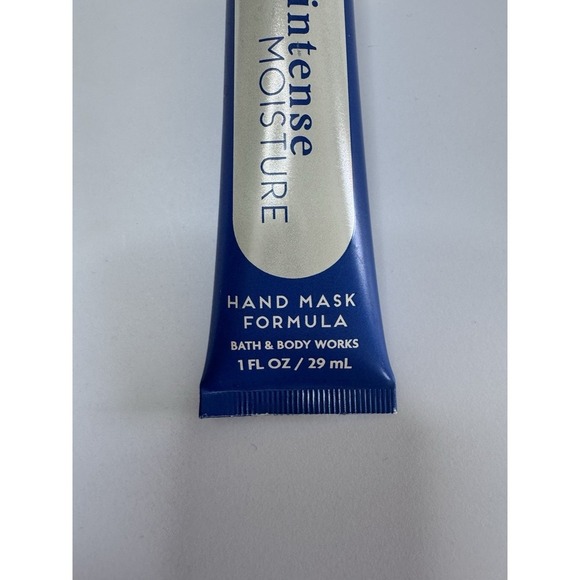 intense
MOISTURE
HAND MASK
FORMULA
BATH & BODY WORKS
1 FL OZ / 29 mL